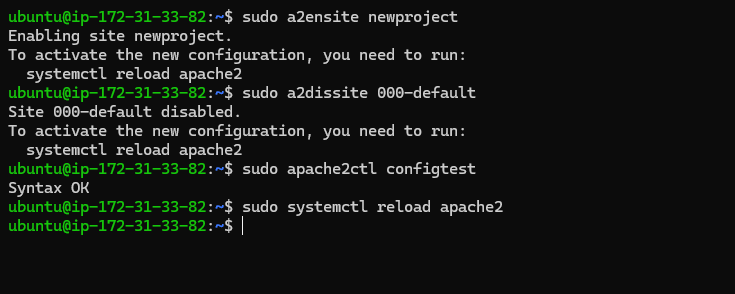 ubuntu@ip-172-31-33-82:~$ sudo a2ensite newproject
Enabling site newproject.
To activate the new configuration, you need to run:
  systemctl reload apache2
ubuntu@ip-172-31-33-82:~$ sudo a2dissite 000-default
Site 000-default disabled.
To activate the new configuration, you need to run:
  systemctl reload apache2
ubuntu@ip-172-31-33-82:~$ sudo apache2ctl configtest
Syntax OK
ubuntu@ip-172-31-33-82:~$ sudo systemctl reload apache2
ubuntu@ip-172-31-33-82:~$